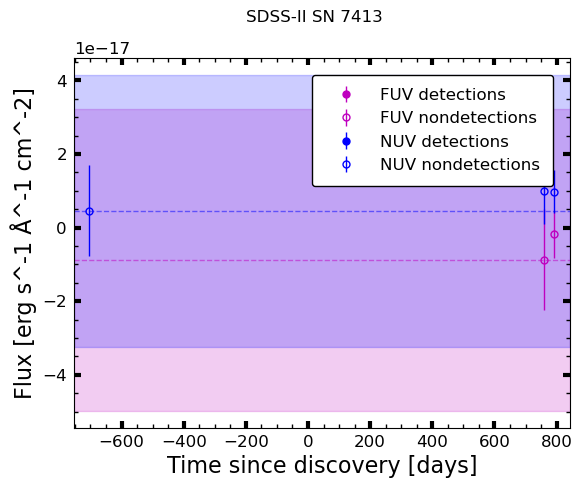 SDSS-II SN 7413
1e−17
Flux [erg s^-1 Å^-1 cm^-2]
4
2
0
−2
−4
FUV detections
FUV nondetections
NUV detections
NUV nondetections
−600 −400 −200 0 200 400 600 800
Time since discovery [days]